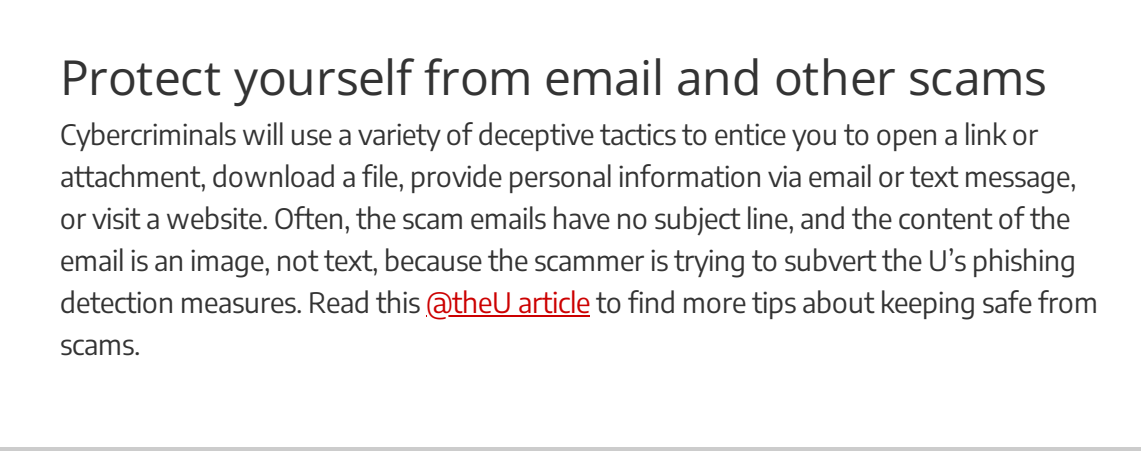 Protect yourself from email and other scams
Cybercriminals will use a variety of deceptive tactics to entice you to open a link or
attachment, download a file, provide personal information via email or text message,
or visit a website. Often, the scam emails have no subject line, and the content of the
email is an image, not text, because the scammer is trying to subvert the U’s phishing
detection measures. Read this @theU article to find more tips about keeping safe from
scams.